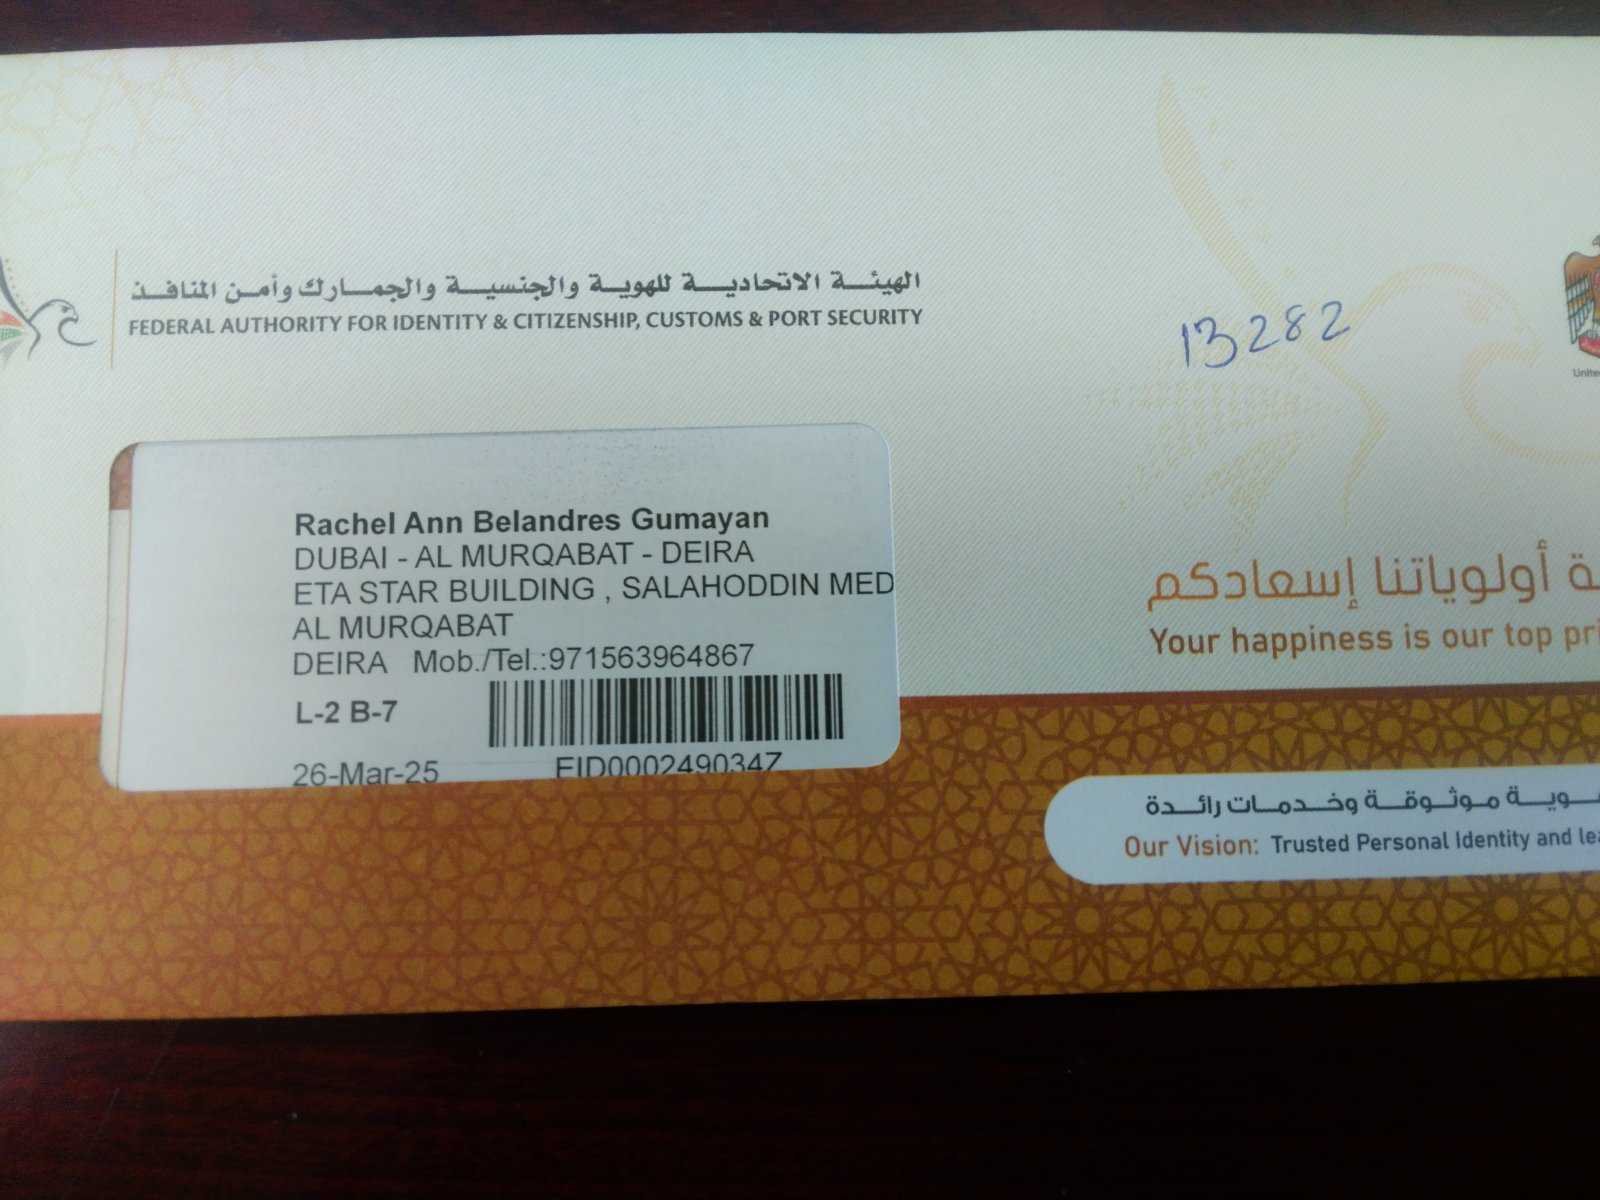 الهيئة الاتحادية للهوية والجنسية والجمارك وأمن المنافذ
FEDERAL AUTHORITY FOR IDENTITY & CITIZENSHIP, CUSTOMS & PORT SECURITY
13282
Rachel Ann Belandres Gumayan
DUBAI - AL MURQABAT - DEIRA
ETA STAR BUILDING , SALAHODDIN MED
AL MURQABAT
DEIRA Mob./Tel.:971563964867
L-2 B-7
26-Mar-25 EID0002490347
أولوياتنا إسعادكم
Your happiness is our top
موثوقة وخدمات رائدة
Our Vision: Trusted Personal Identity and